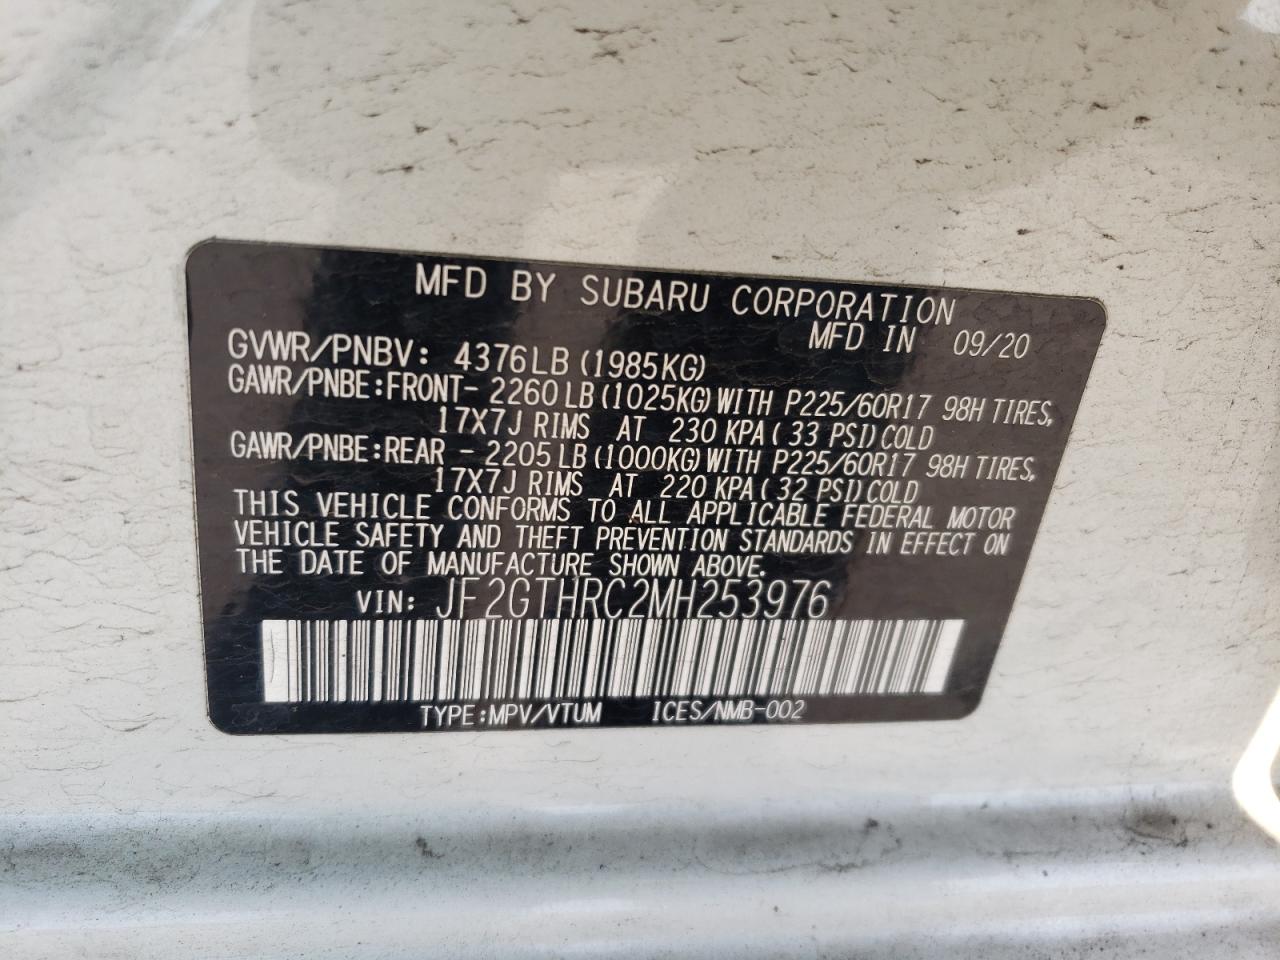 MFD BY SUBARU CORPORATION
MFD IN 09/20
GVWR/PNBV: 4376LB (1985KG)
GAWR/PNBE:FRONT- 2260LB (1025KG) WITH P225/60R17 98H TIRES,
17X7J RIMS AT 230 KPA( 33 PSI) COLD
GAWR/PNBE:REAR - 2205LB (1000KG) WITH P225/60R17 98H TIRES,
17X7J RIMS AT 220 KPA( 32 PSI) COLD
THIS VEHICLE CONFORMS TO ALL APPLICABLE FEDERAL MOTOR
VEHICLE SAFETY AND THEFT PREVENTION STANDARDS IN EFFECT ON
THE DATE OF MANUFACTURE SHOWN ABOVE.
VIN: JF2GTHRC2MH253976
TYPE:MPV/VTUM ICES/NMB-002